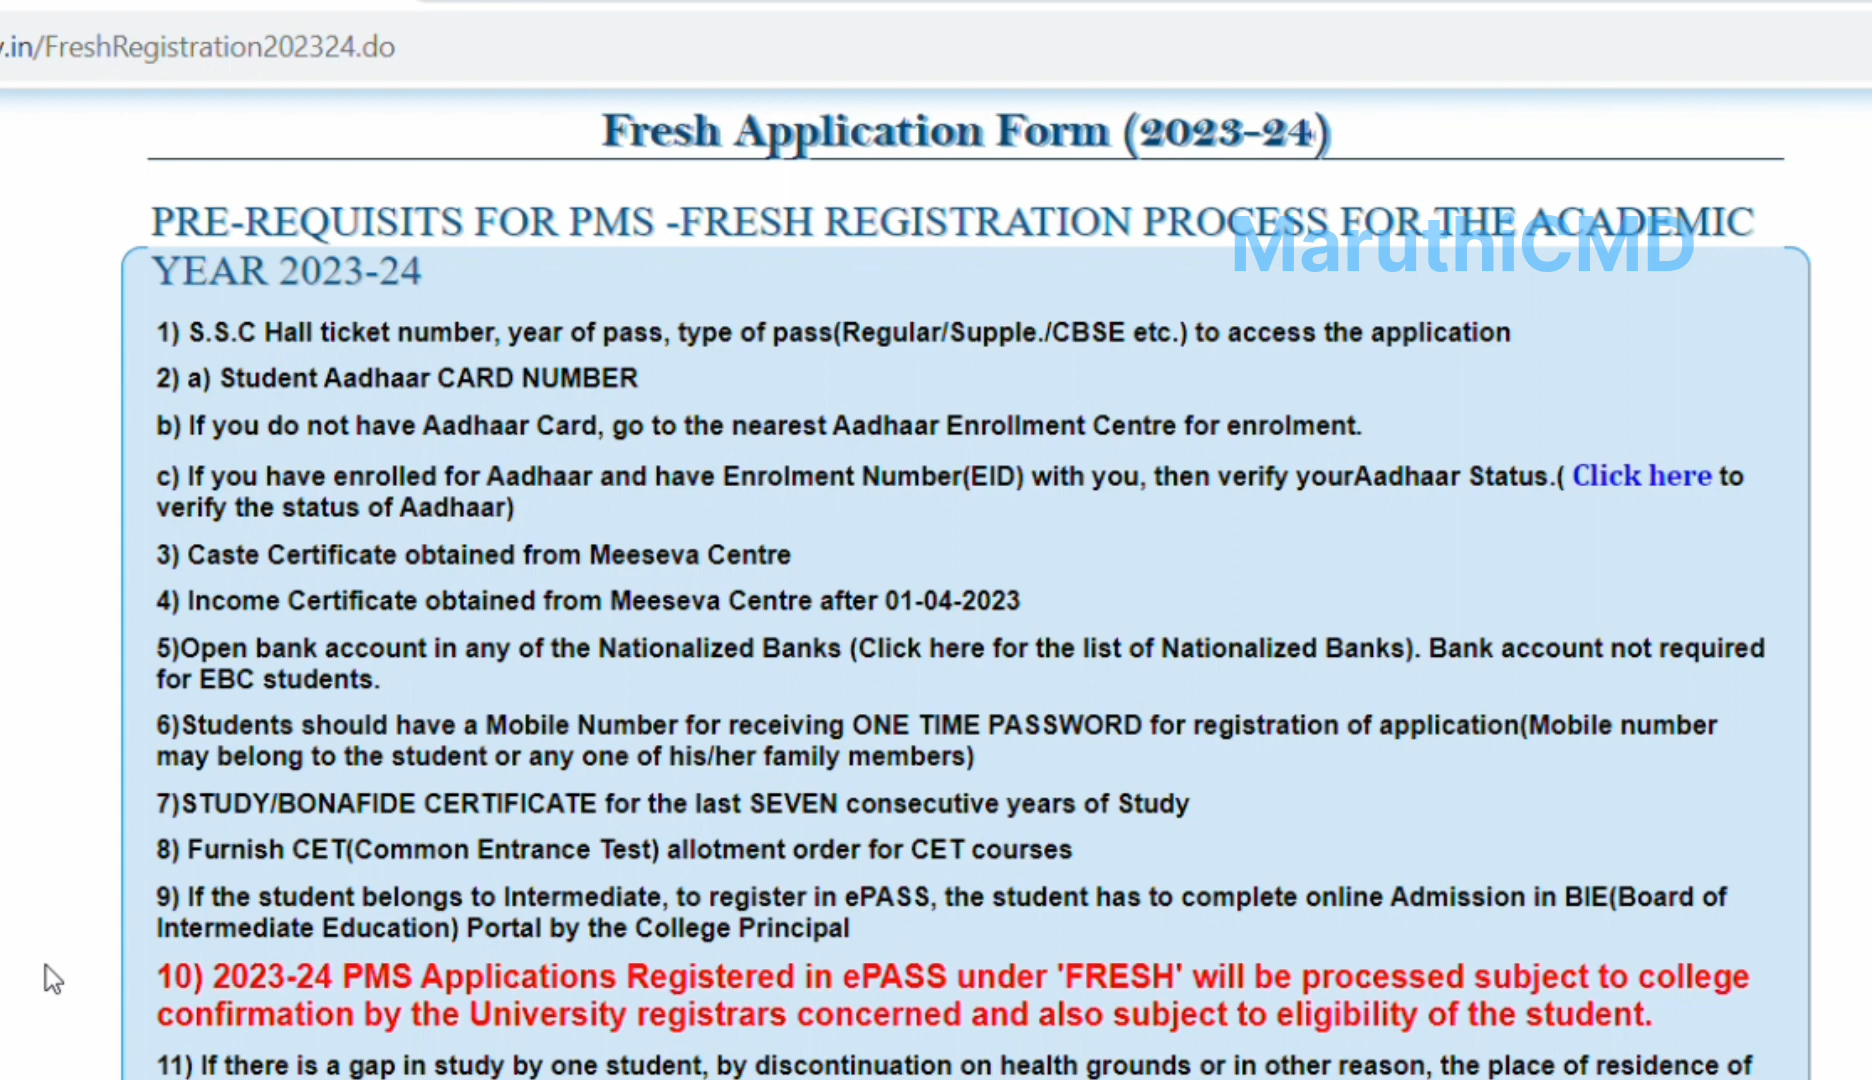 .in/FreshRegistration202324.do
Fresh Application Form (2023-24)
PRE-REQUISITS FOR PMS -FRESH REGISTRATION PROCESS FOR THE ACADEMIC
MaruthiCMD
YEAR 2023-24
1) S.S.C Hall ticket number, year of pass, type of pass(Regular/Supple./CBSE etc.) to access the application
2) a) Student Aadhaar CARD NUMBER
b) If you do not have Aadhaar Card, go to the nearest Aadhaar Enrollment Centre for enrolment.
c) If you have enrolled for Aadhaar and have Enrolment Number(EID) with you, then verify yourAadhaar Status.( Click here to
verify the status of Aadhaar)
3) Caste Certificate obtained from Meeseva Centre
4) Income Certificate obtained from Meeseva Centre after 01-04-2023
5)Open bank account in any of the Nationalized Banks (Click here for the list of Nationalized Banks). Bank account not required
for EBC students.
6)Students should have a Mobile Number for receiving ONE TIME PASSWORD for registration of application(Mobile number
may belong to the student or any one of his/her family members)
7)STUDY/BONAFIDE CERTIFICATE for the last SEVEN consecutive years of Study
8) Furnish CET(Common Entrance Test) allotment order for CET courses
9) If the student belongs to Intermediate, to register in ePASS, the student has to complete online Admission in BIE(Board of
Intermediate Education) Portal by the College Principal
10) 2023-24 PMS Applications Registered in ePASS under 'FRESH' will be processed subject to college
confirmation by the University registrars concerned and also subject to eligibility of the student.
11) If there is a gap in study by one student, by discontinuation on health grounds or in other reason, the place of residence of